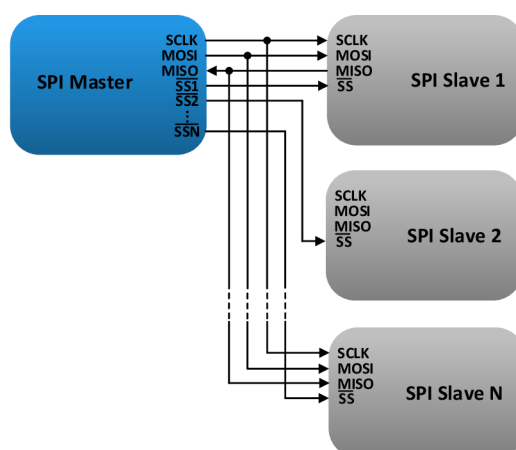 SPI Master
SCLK
MOSI
MISO
SS1
SS2
⋮
SSN
SCLK
MOSI
MISO
SS
SPI Slave 1
SCLK
MOSI
MISO
SS
SPI Slave 2
SCLK
MOSI
MISO
SS
SPI Slave N